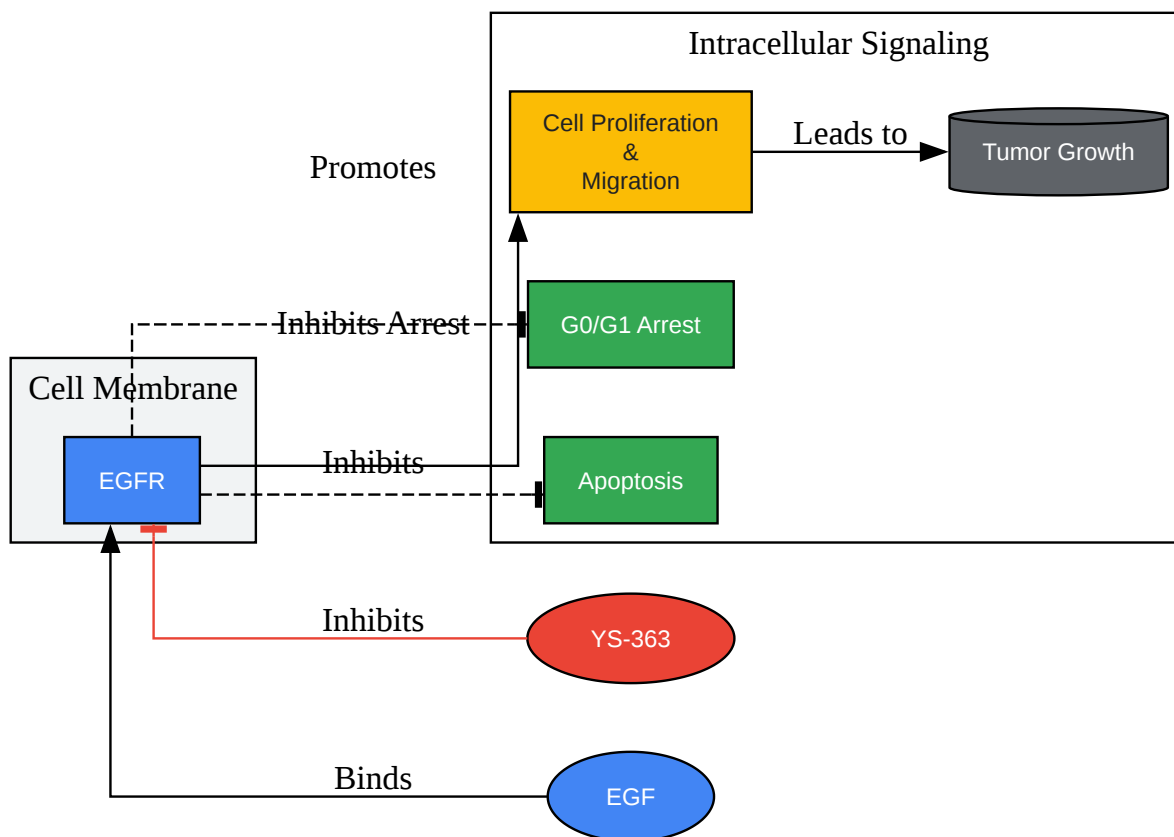 Intracellular Signaling
Cell Proliferation
&
Migration
Leads to
Tumor Growth
Promotes
Inhibits Arrest
G0/G1 Arrest
Cell Membrane
EGFR
Inhibits
Apoptosis
Inhibits
YS-363
Binds
EGF